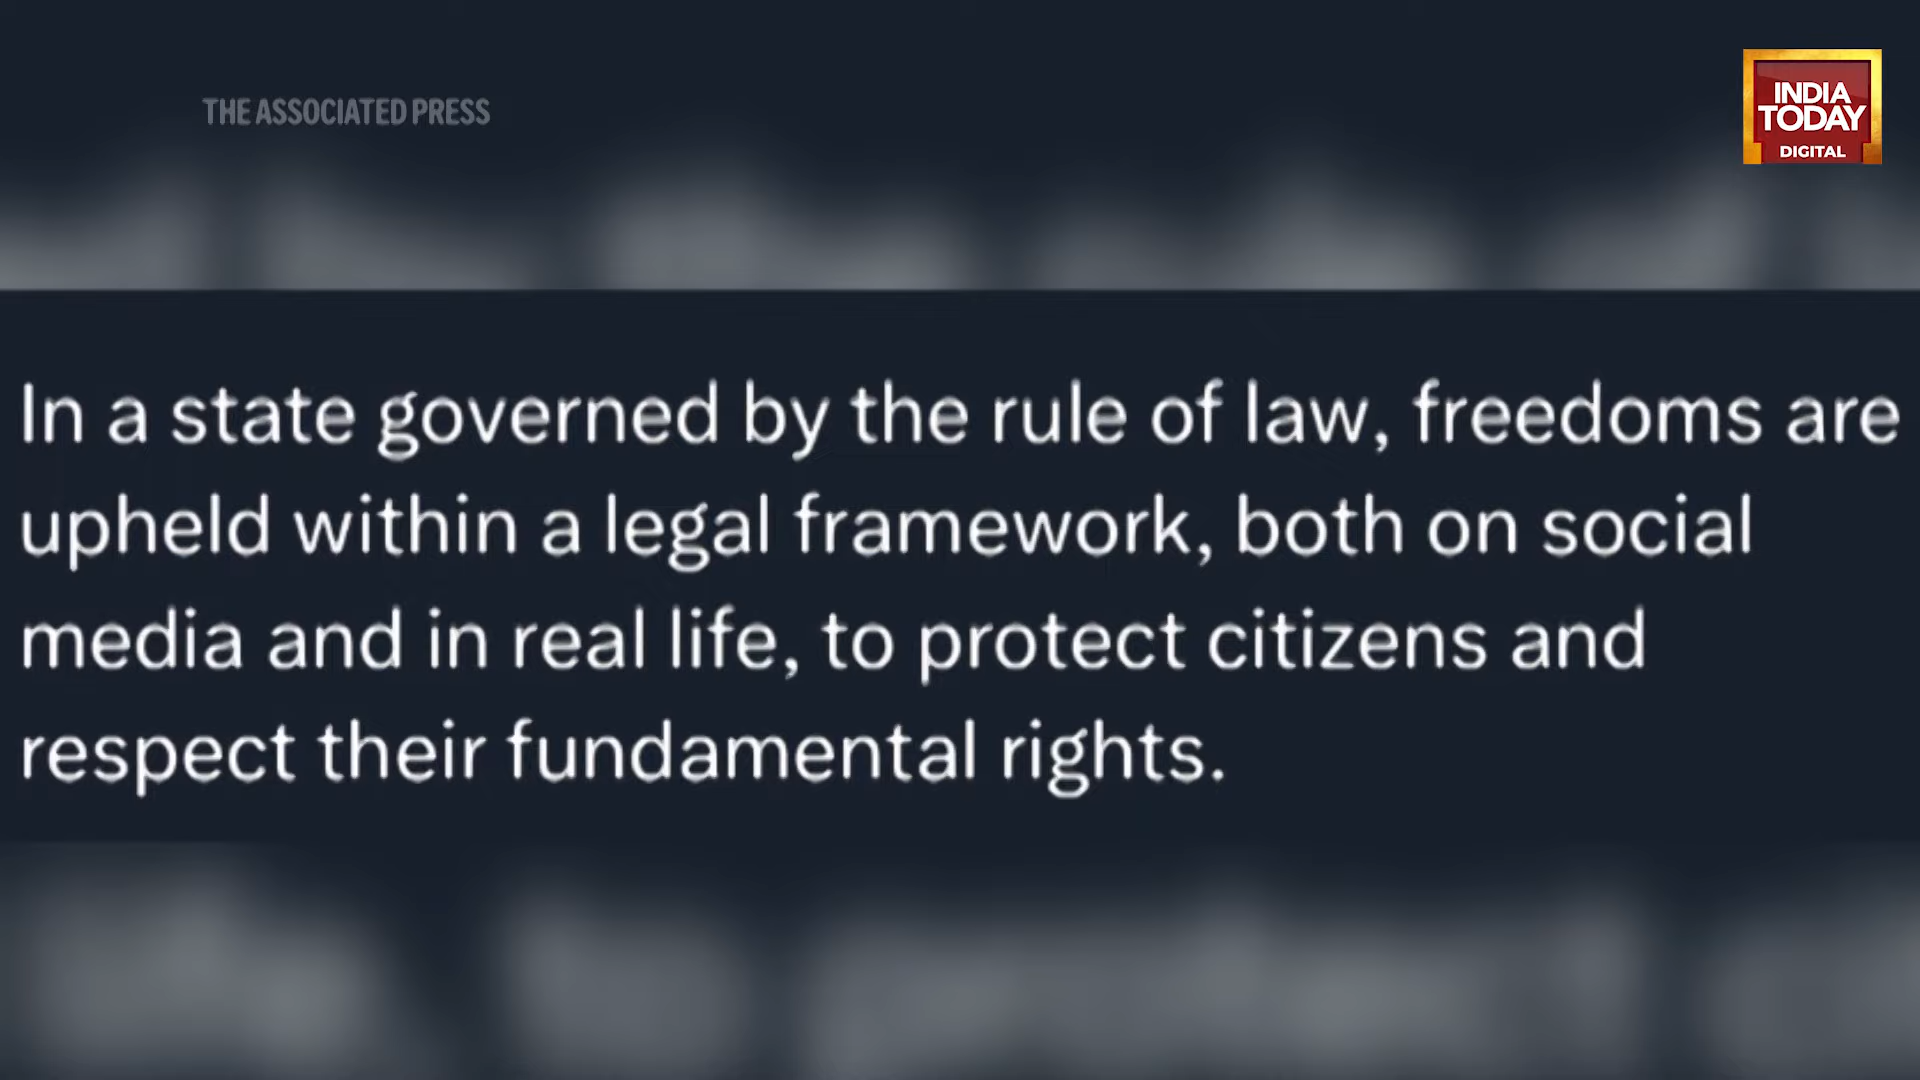 THE ASSOCIATED PRESS
INDIA
TODAY
DIGITAL
In a state governed by the rule of law, freedoms are
upheld within a legal framework, both on social
media and in real life, to protect citizens and
respect their fundamental rights.